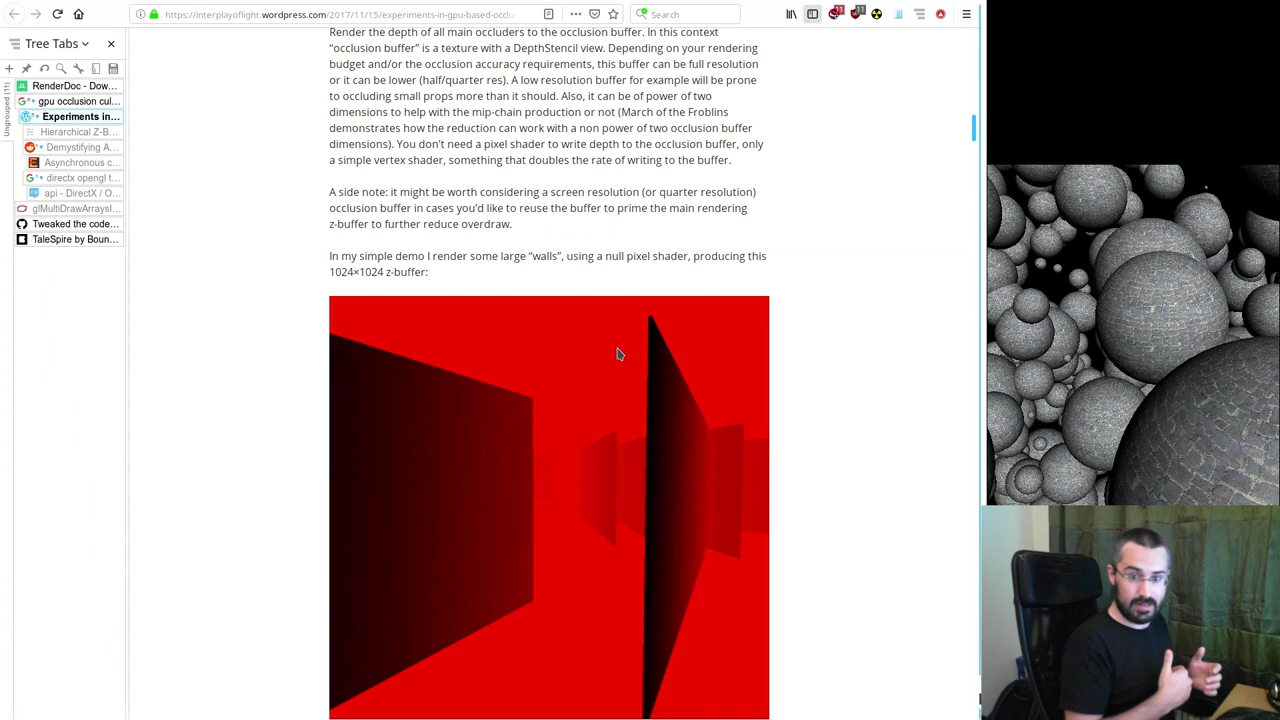 https://interplayoflight.wordpress.com/2017/11/15/experiments-in-gpu-based-occlu
Search
11
11
Tree Tabs
Ungrouped (11)
RenderDoc - Dow…
gpu occlusion cul…
Experiments in…
Hierarchical Z-B…
Demystifying A…
Asynchronous c…
directx opengl t…
api - DirectX / O…
glMultiDrawArraysI…
Tweaked the code…
TaleSpire by Boun…
Render the depth of all main occluders to the occlusion buffer. In this context
“occlusion buffer” is a texture with a DepthStencil view. Depending on your rendering
budget and/or the occlusion accuracy requirements, this buffer can be full resolution
or it can be lower (half/quarter res). A low resolution buffer for example will be prone
to occluding small props more than it should. Also, it can be of power of two
dimensions to help with the mip-chain production or not (March of the Froblins
demonstrates how the reduction can work with a non power of two occlusion buffer
dimensions). You don’t need a pixel shader to write depth to the occlusion buffer, only
a simple vertex shader, something that doubles the rate of writing to the buffer.
A side note: it might be worth considering a screen resolution (or quarter resolution)
occlusion buffer in cases you’d like to reuse the buffer to prime the main rendering
z-buffer to further reduce overdraw.
In my simple demo I render some large “walls”, using a null pixel shader, producing this
1024×1024 z-buffer: